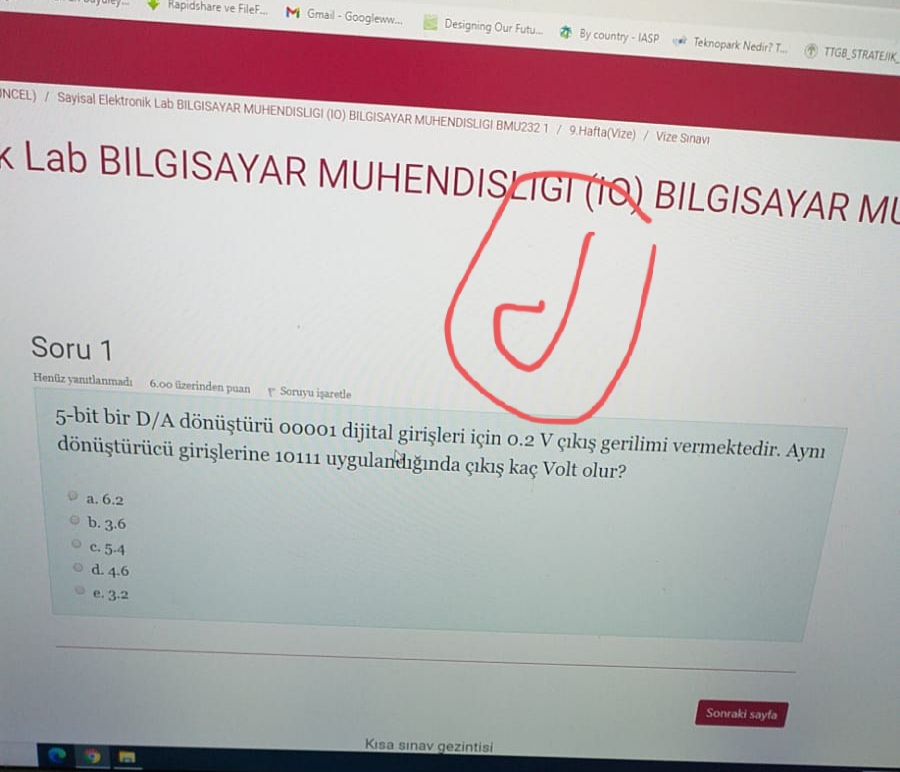 Rapidshare ve FileF... Gmail - Googleww... Designing Our Futu... By country - IASP Teknopark Nedir? T... TTGB_STRATEJIK_
NCEL) / Sayisal Elektronik Lab BILGISAYAR MUHENDISLIGI (IO) BILGISAYAR MUHENDISLIGI BMU232 1 / 9.Hafta(Vize) / Vize Sınavı
k Lab BILGISAYAR MUHENDISLIGI (IO) BILGISAYAR MU
d
Soru 1
Henüz yanıtlanmadı 6.00 üzerinden puan Soruyu işaretle
5-bit bir D/A dönüştürü 00001 dijital girişleri için 0.2 V çıkış gerilimi vermektedir. Aynı
dönüştürücü girişlerine 10111 uygulandığında çıkış kaç Volt olur?
a. 6.2
b. 3.6
c. 5.4
d. 4.6
e. 3.2
Sonraki sayfa
Kısa sınav gezintisi